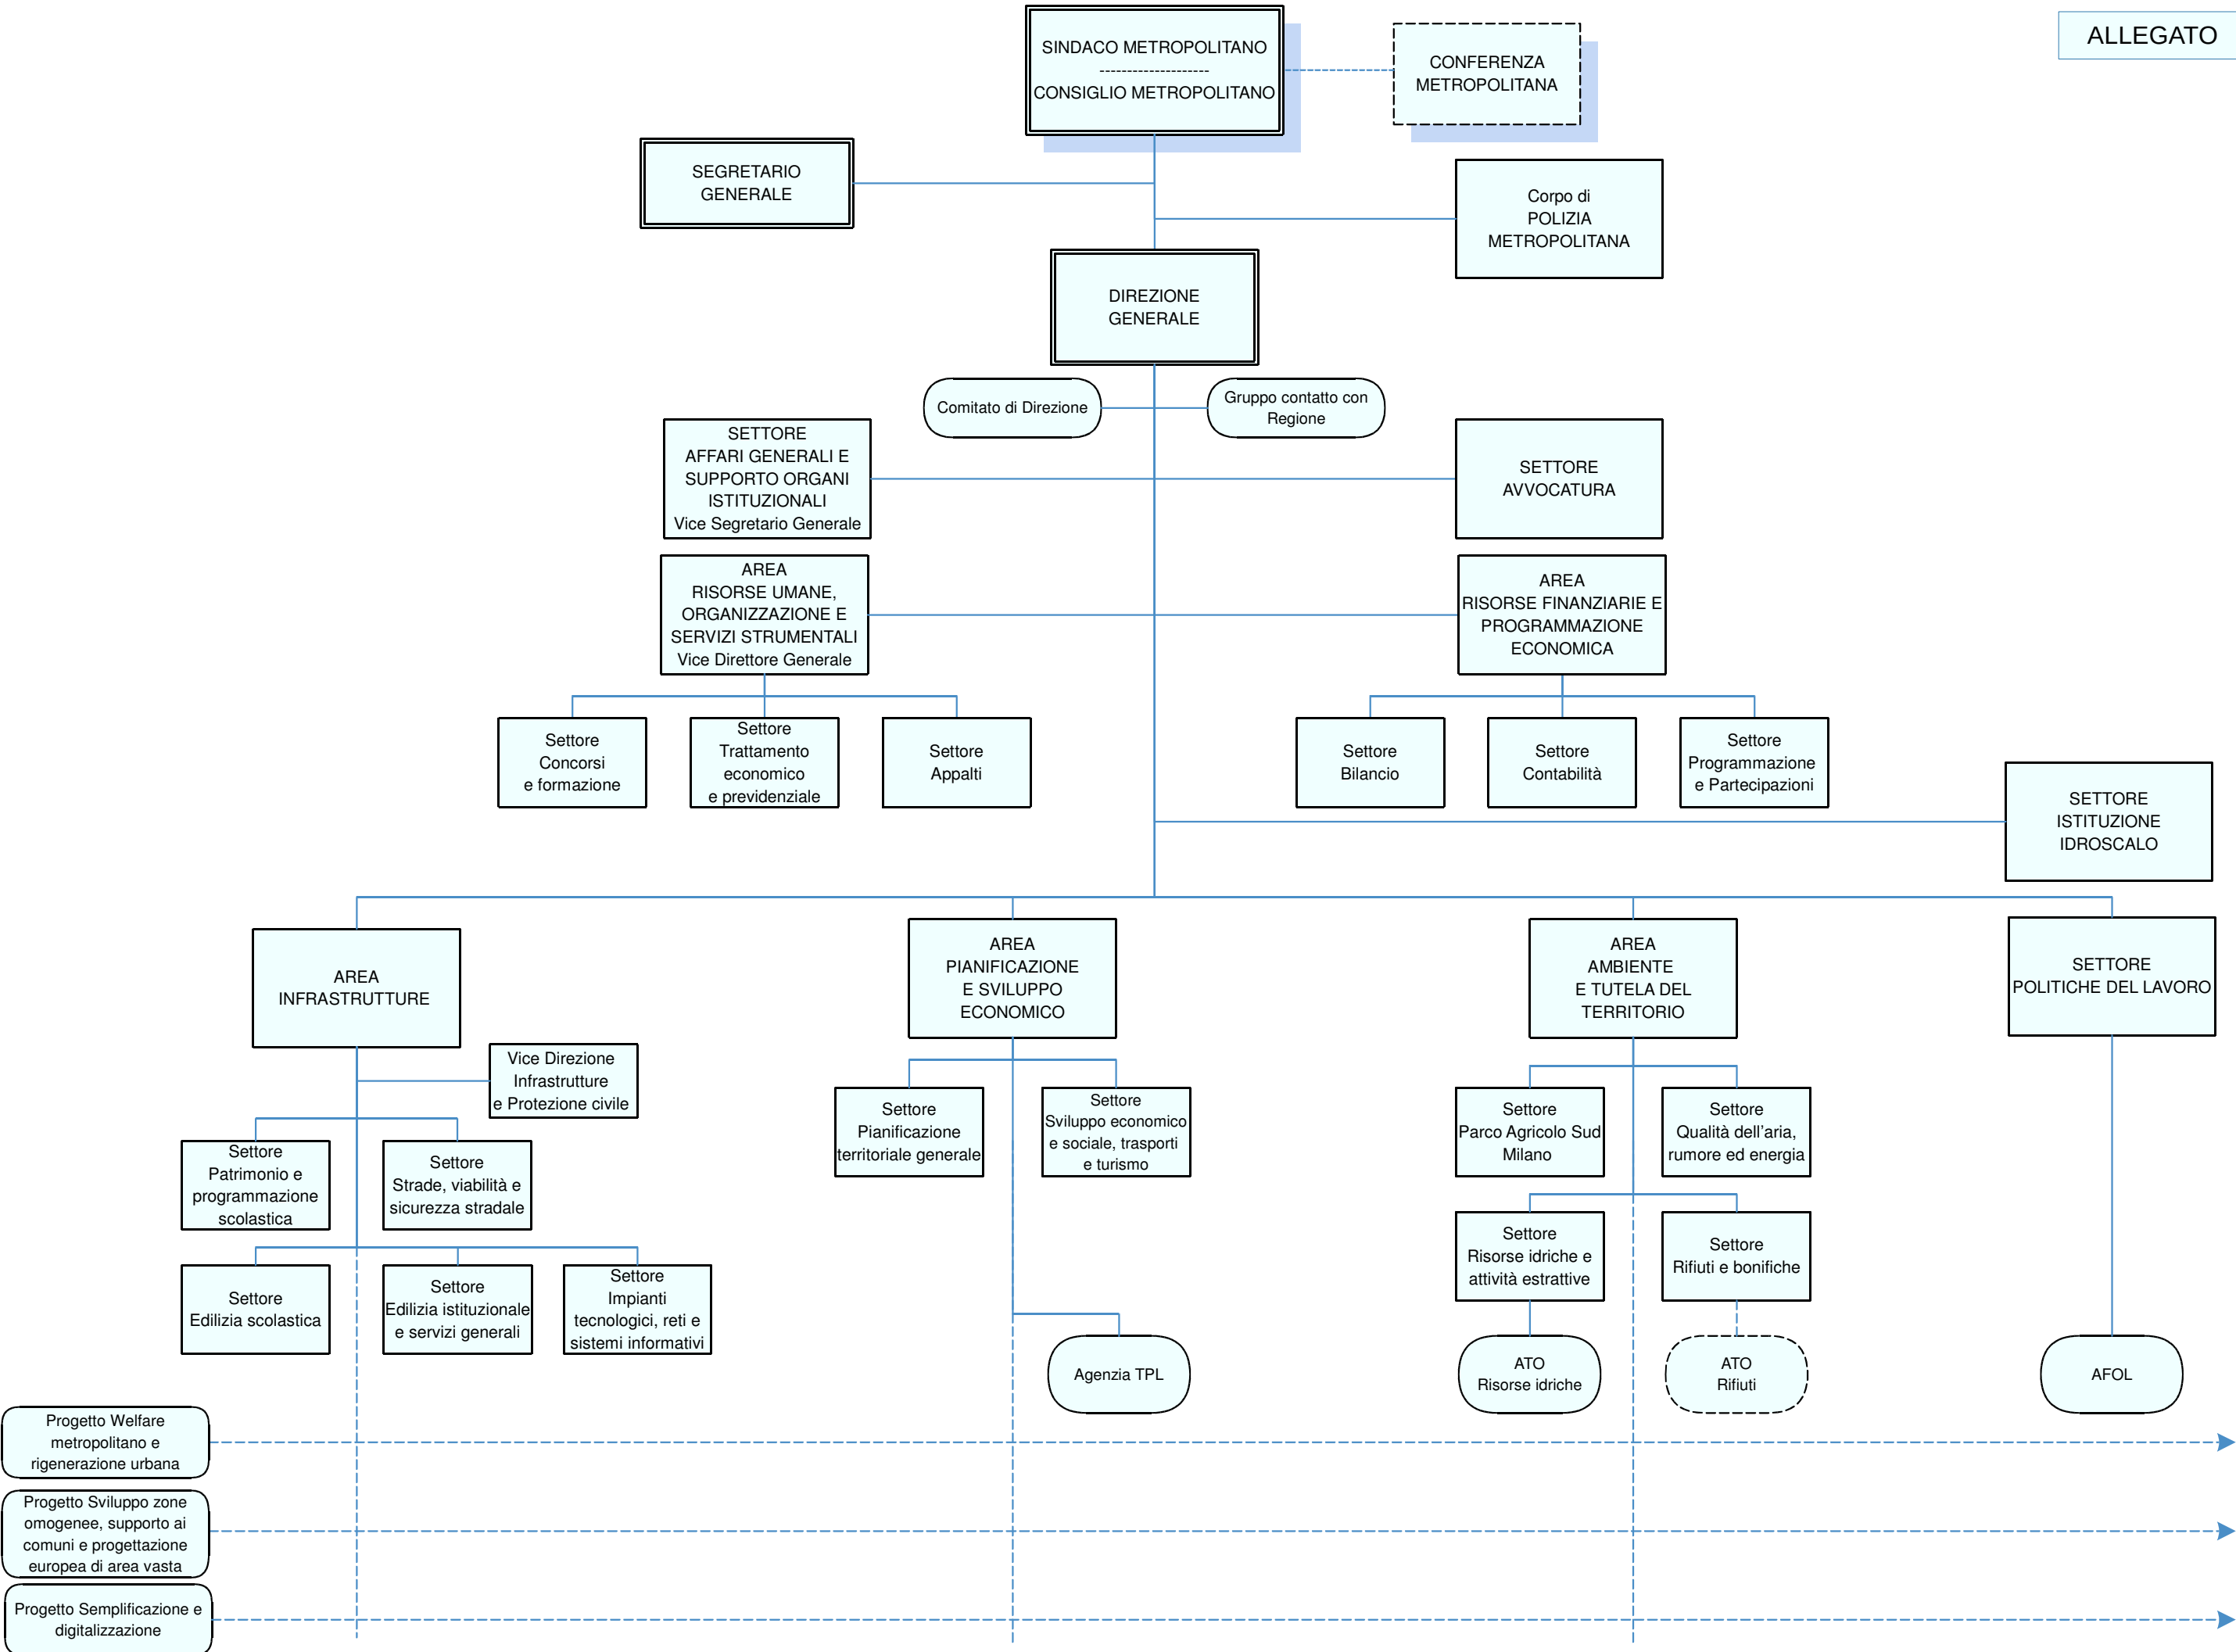 SINDACO METROPOLITANO
--------------------
CONSIGLIO METROPOLITANO
CONFERENZA
METROPOLITANA
ALLEGATO
SEGRETARIO
GENERALE
Corpo di
POLIZIA
METROPOLITANA
DIREZIONE
GENERALE
Comitato di Direzione
Gruppo contatto con
Regione
SETTORE
AFFARI GENERALI E
SUPPORTO ORGANI
ISTITUZIONALI
Vice Segretario Generale
SETTORE
AVVOCATURA
AREA
RISORSE UMANE,
ORGANIZZAZIONE E
SERVIZI STRUMENTALI
Vice Direttore Generale
AREA
RISORSE FINANZIARIE E
PROGRAMMAZIONE
ECONOMICA
Settore
Concorsi
e formazione
Settore
Trattamento
economico
e previdenziale
Settore
Appalti
Settore
Bilancio
Settore
Contabilità
Settore
Programmazione
e Partecipazioni
SETTORE
ISTITUZIONE
IDROSCALO
AREA
INFRASTRUTTURE
AREA
PIANIFICAZIONE
E SVILUPPO
ECONOMICO
AREA
AMBIENTE
E TUTELA DEL
TERRITORIO
SETTORE
POLITICHE DEL LAVORO
Vice Direzione
Infrastrutture
e Protezione civile
Settore
Patrimonio e
programmazione
scolastica
Settore
Strade, viabilità e
sicurezza stradale
Settore
Pianificazione
territoriale generale
Settore
Sviluppo economico
e sociale, trasporti
e turismo
Settore
Parco Agricolo Sud
Milano
Settore
Qualità dell'aria,
rumore ed energia
Settore
Edilizia scolastica
Settore
Edilizia istituzionale
e servizi generali
Settore
Impianti
tecnologici, reti e
sistemi informativi
Settore
Risorse idriche e
attività estrattive
Settore
Rifiuti e bonifiche
Agenzia TPL
ATO
Risorse idriche
ATO
Rifiuti
AFOL
Progetto Welfare
metropolitano e
rigenerazione urbana
Progetto Sviluppo zone
omogenee, supporto ai
comuni e progettazione
europea di area vasta
Progetto Semplificazione e
digitalizzazione